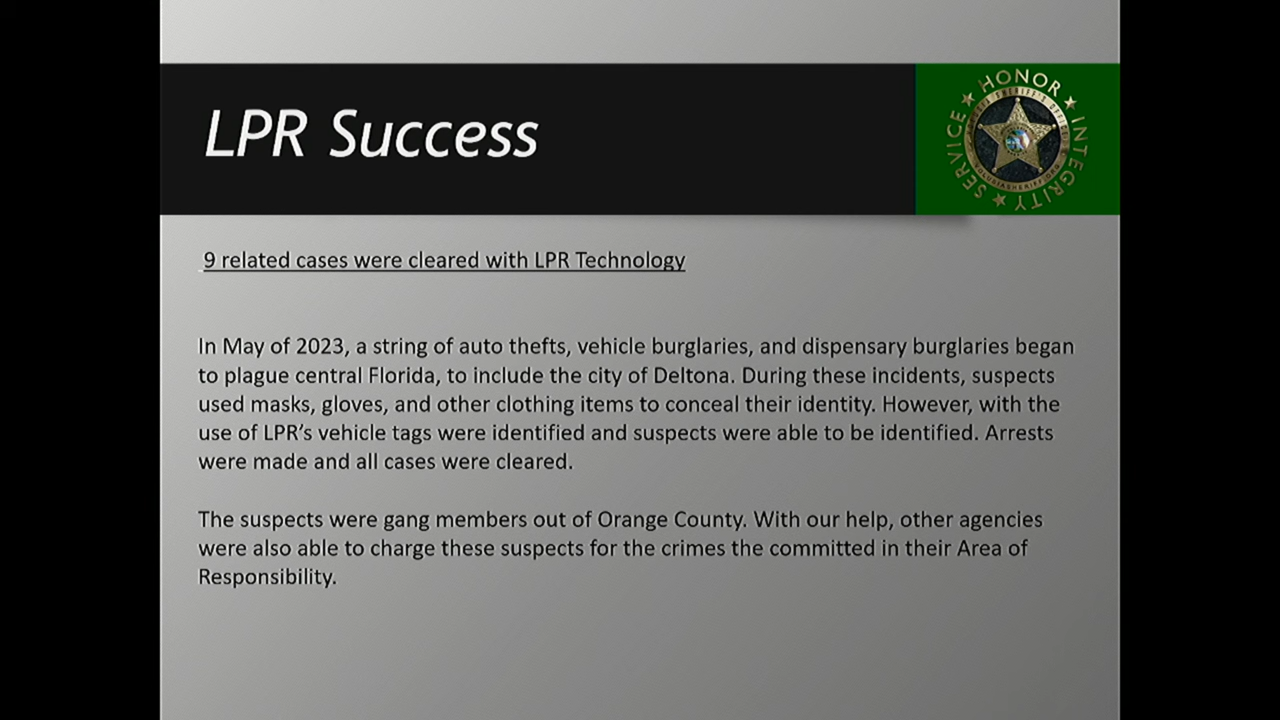 LPR Success
HONOR
INTEGRITY
SERVICE
SHERIFF'S OFFICE
VOLUSIASHERIFF.ORG
9 related cases were cleared with LPR Technology
In May of 2023, a string of auto thefts, vehicle burglaries, and dispensary burglaries began
to plague central Florida, to include the city of Deltona. During these incidents, suspects
used masks, gloves, and other clothing items to conceal their identity. However, with the
use of LPR’s vehicle tags were identified and suspects were able to be identified. Arrests
were made and all cases were cleared.
The suspects were gang members out of Orange County. With our help, other agencies
were also able to charge these suspects for the crimes the committed in their Area of
Responsibility.